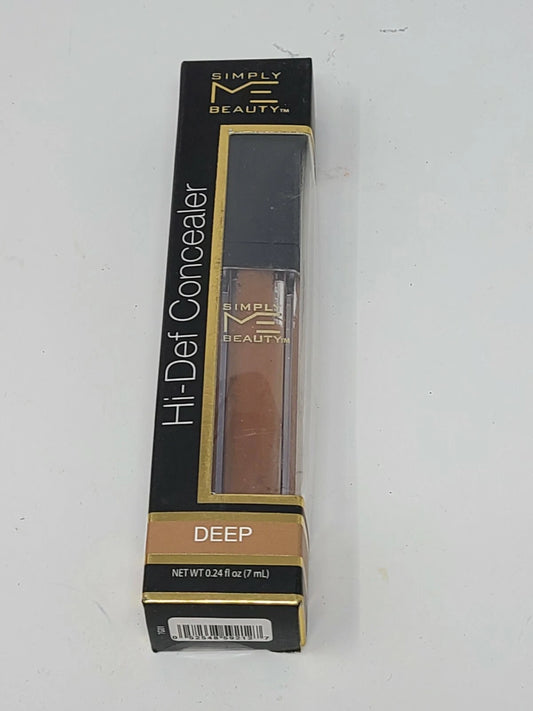 SIMPLY
ME
BEAUTY™
Hi-Def Concealer
SIMPLY
ME
BEAUTY™
DEEP
NET WT 0.24 fl oz (7 mL)